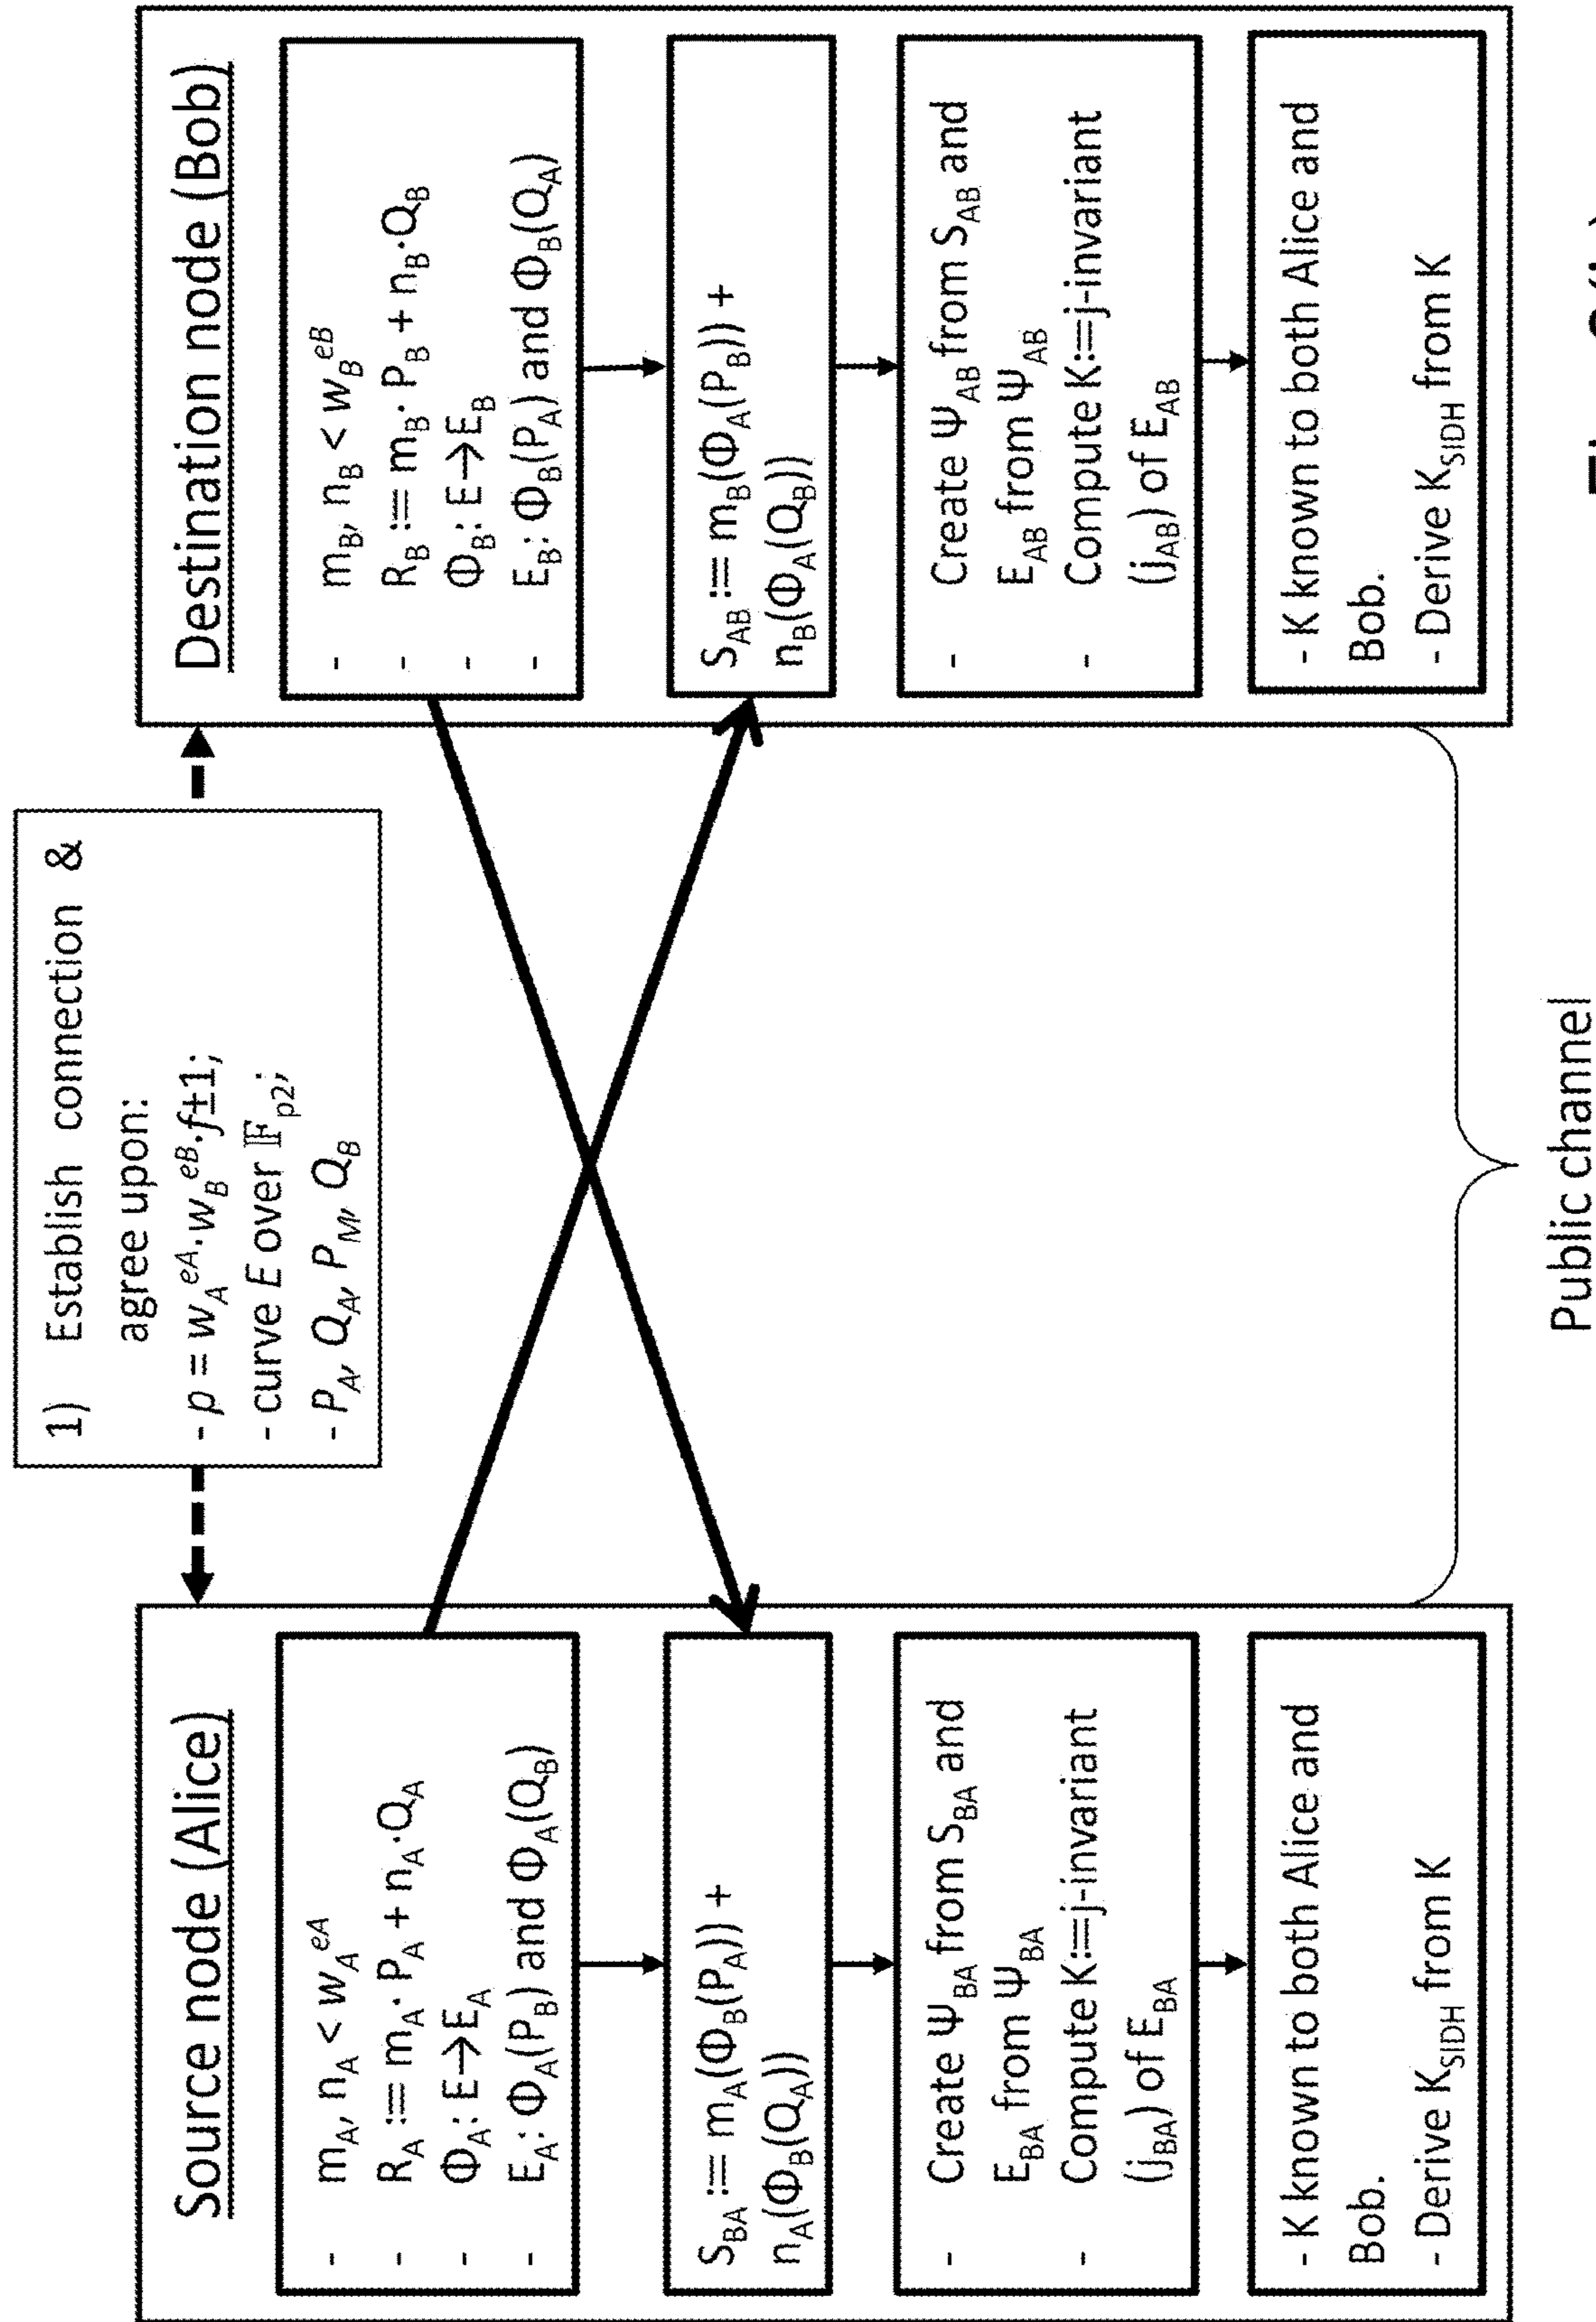 1) Establish connection &
agree upon:
- p = w_A^eA·w_B^eB·f±1;
- curve E over 𝔽_p2;
- P_A, Q_A, P_M, Q_B
Source node (Alice)
- m_A, n_A < w_A^eA
- R_A := m_A· P_A + n_A·Q_A
- Φ_A: E→E_A
- E_A: Φ_A(P_B) and Φ_A(Q_B)
S_BA := m_A(Φ_B(P_A)) +
n_A(Φ_B(Q_A))
- Create Ψ_BA from S_BA and
E_BA from Ψ_BA
- Compute K:=j-invariant
(j_BA) of E_BA
- K known to both Alice and
Bob.
- Derive K_SIDH from K
Destination node (Bob)
- m_B, n_B < w_B^eB
- R_B := m_B· P_B + n_B·Q_B
- Φ_B: E→E_B
- E_B: Φ_B(P_A) and Φ_B(Q_A)
S_AB := m_B(Φ_A(P_B)) +
n_B(Φ_A(Q_B))
- Create Ψ_AB from S_AB and
E_AB from Ψ_AB
- Compute K:=j-invariant
(j_AB) of E_AB
- K known to both Alice and
Bob.
- Derive K_SIDH from K
Public channel